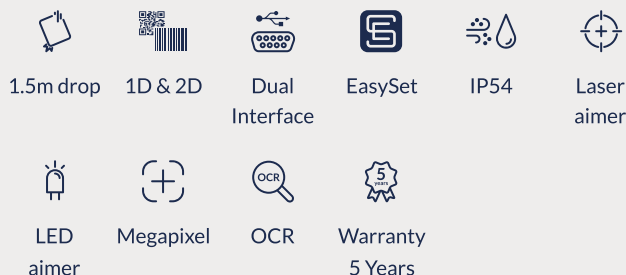 1.5m drop
1D & 2D
Dual
Interface
EasySet
IP54
Laser
aimer
LED
aimer
Megapixel
OCR
OCR
5
years
Warranty
5 Years